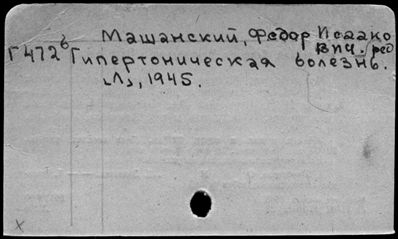 Машанский, Федор Исаако
вич. ред
Г472б Гипертоническая болезнь.
"Л", 1945.
x